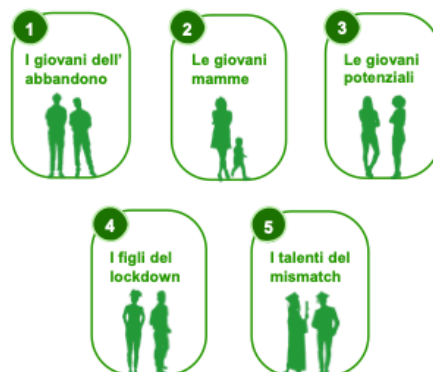 1
I giovani dell'
abbandono
2
Le giovani
mamme
3
Le giovani
potenziali
4
I figli del
lockdown
5
I talenti del
mismatch